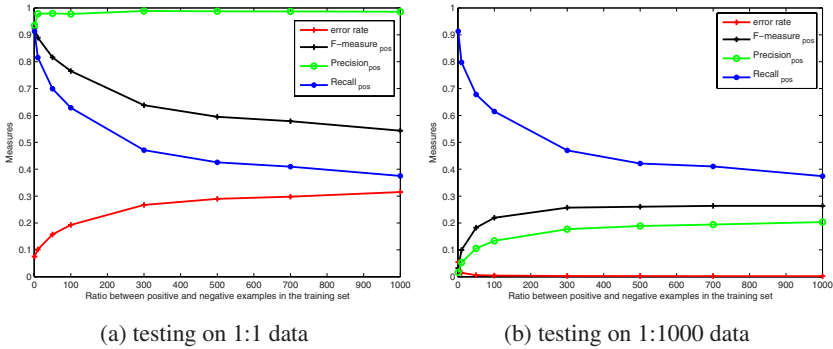 1
0.9
0.8
0.7
0.6
0.5
0.4
0.3
0.2
0.1
0
Measures
error rate
F-measure pos
Precision pos
Recall pos
0 100 200 300 400 500 600 700 800 900 1000
Ratio between positive and negative examples in the training set
(a) testing on 1:1 data
1
0.9
0.8
0.7
0.6
0.5
0.4
0.3
0.2
0.1
0
Measures
error rate
F-measure pos
Precision pos
Recall pos
0 100 200 300 400 500 600 700 800 900 1000
Ratio between positive and negative examples in the training set
(b) testing on 1:1000 data